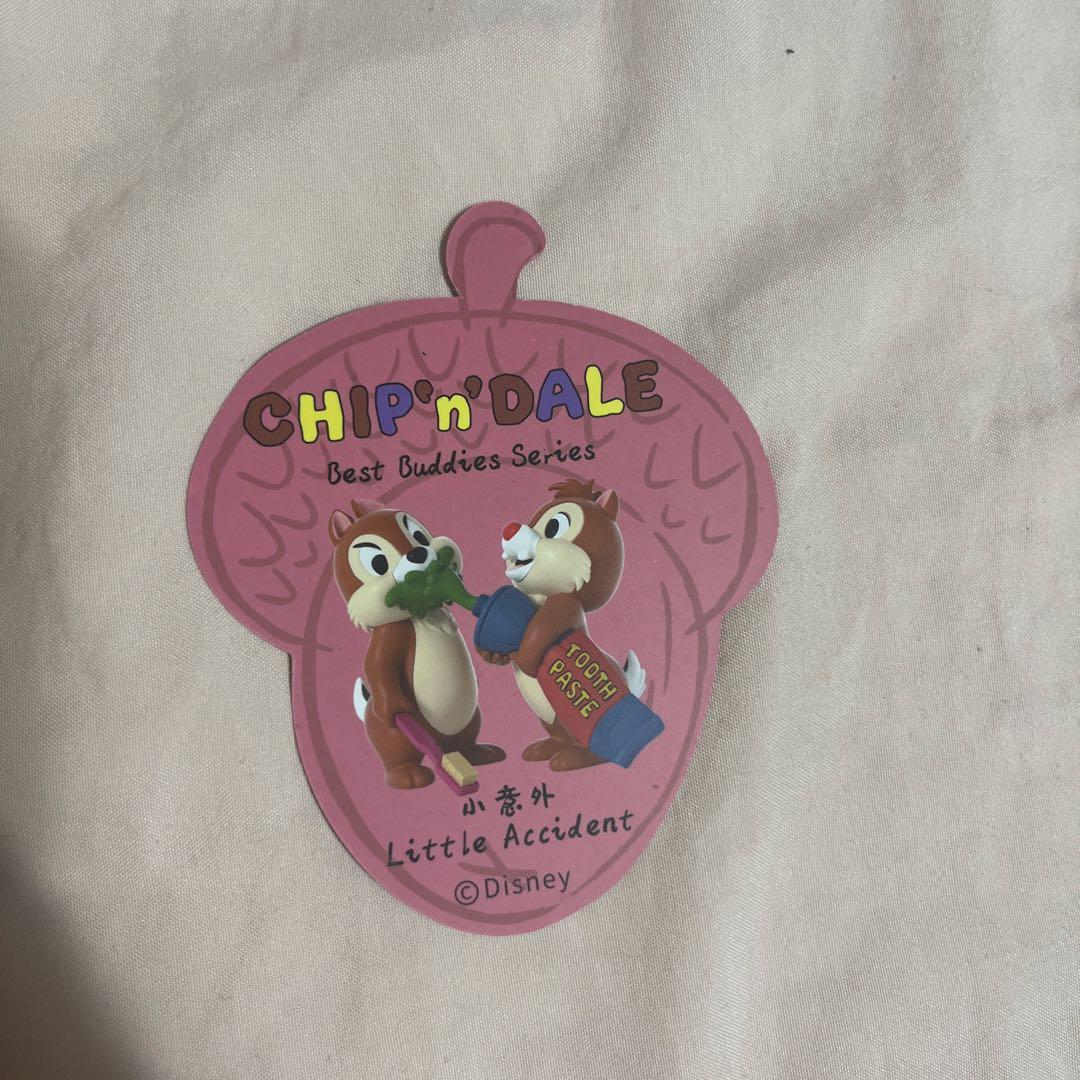 CHIP'n'DALE
Best Buddies Series
TOOTH
PASTE
小意外
Little Accident
©Disney